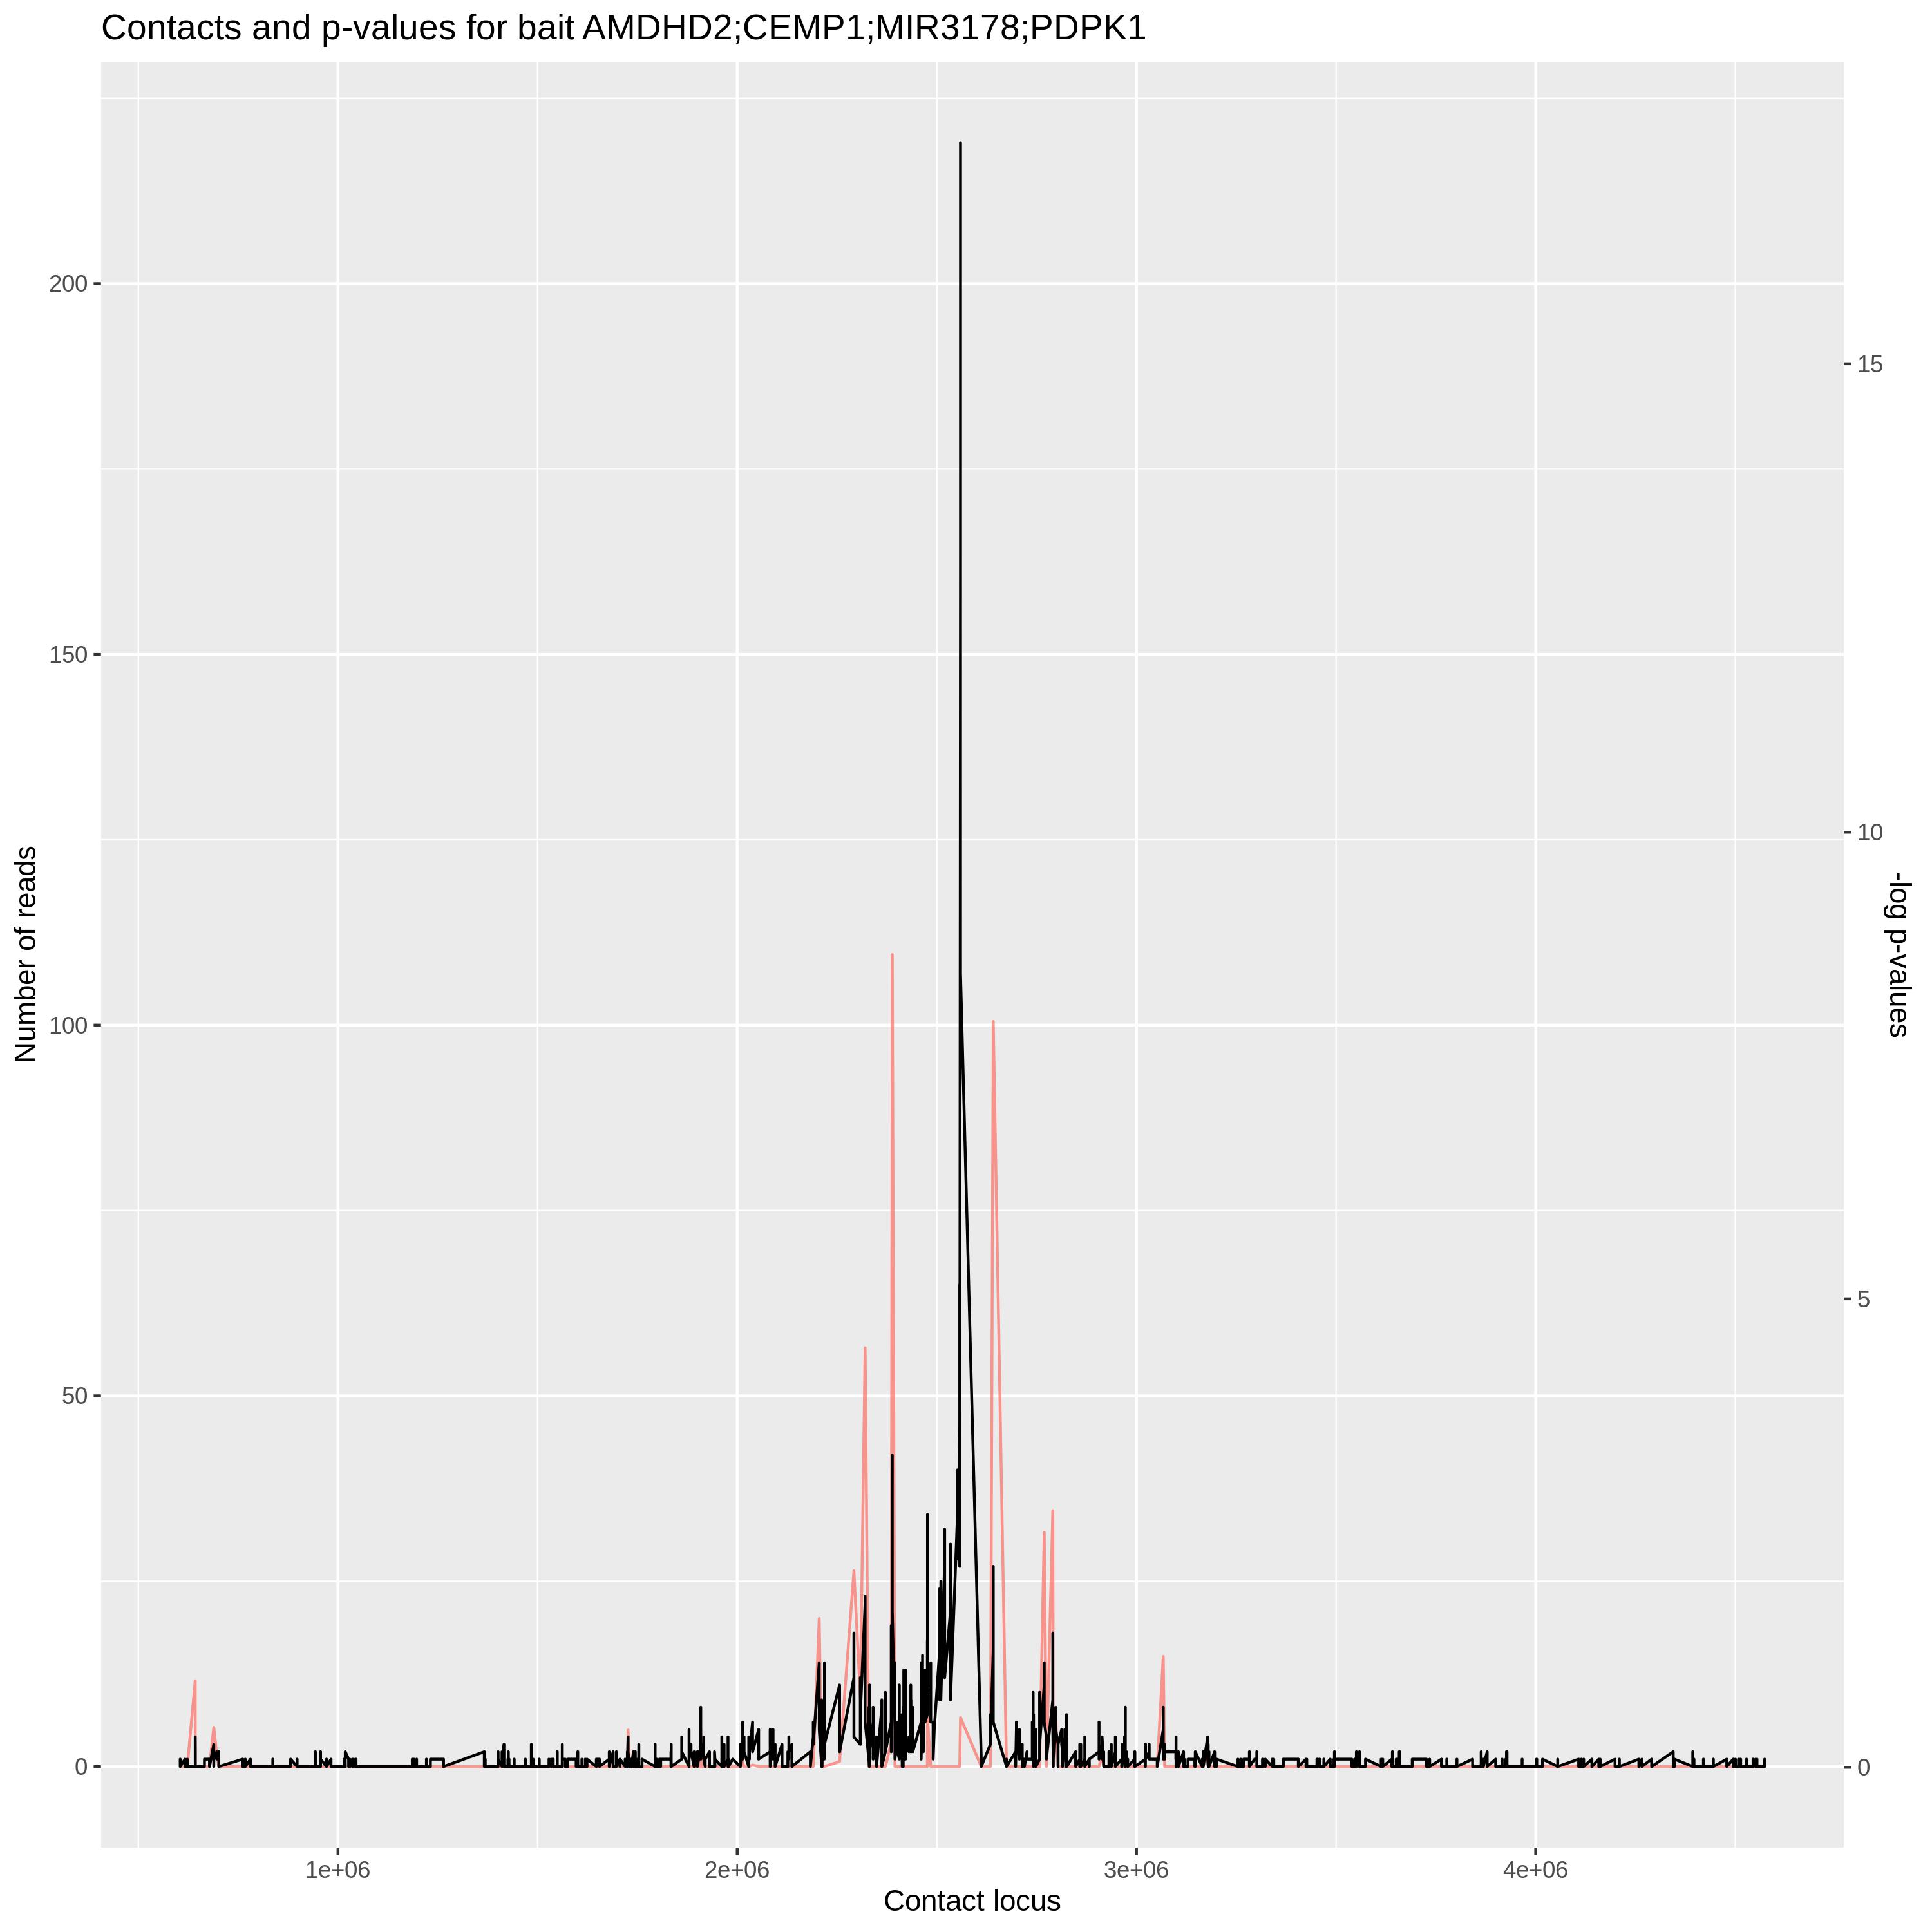 Contacts and p-values for bait AMDHD2;CEMP1;MIR3178;PDPK1
Number of reads
200
150
100
50
0
15
10
5
0
-log p-values
1e+06
2e+06
3e+06
4e+06
Contact locus